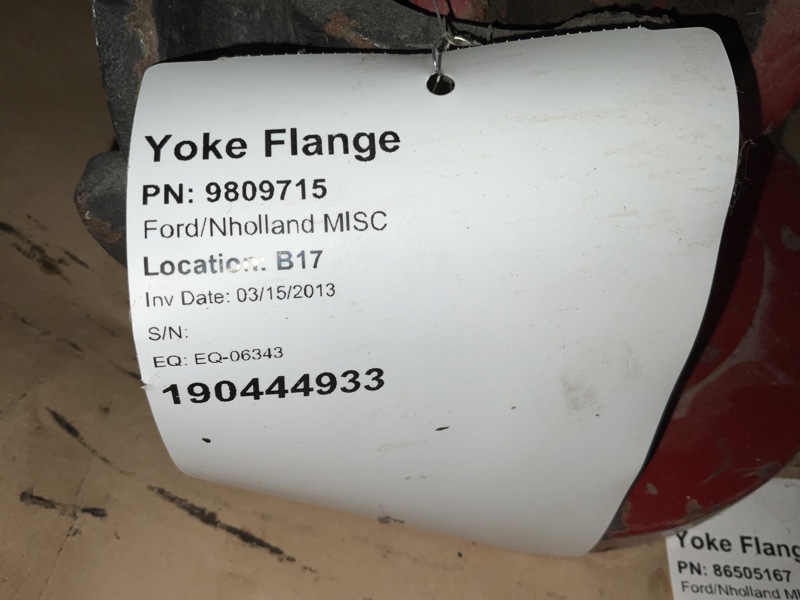 Yoke Flange
PN: 9809715
Ford/Nholland MISC
Location: B17
Inv Date: 03/15/2013
S/N:
EQ: EQ-06343
190444933
Yoke Flang
PN: 86505167
Ford/Nholland MI